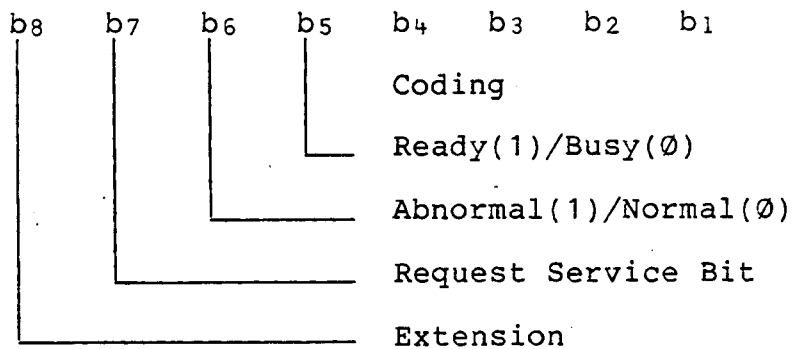 b8 b7 b6 b5 b4 b3 b2 b1
Coding
Ready(1)/Busy(Ø)
Abnormal(1)/Normal(Ø)
Request Service Bit
Extension